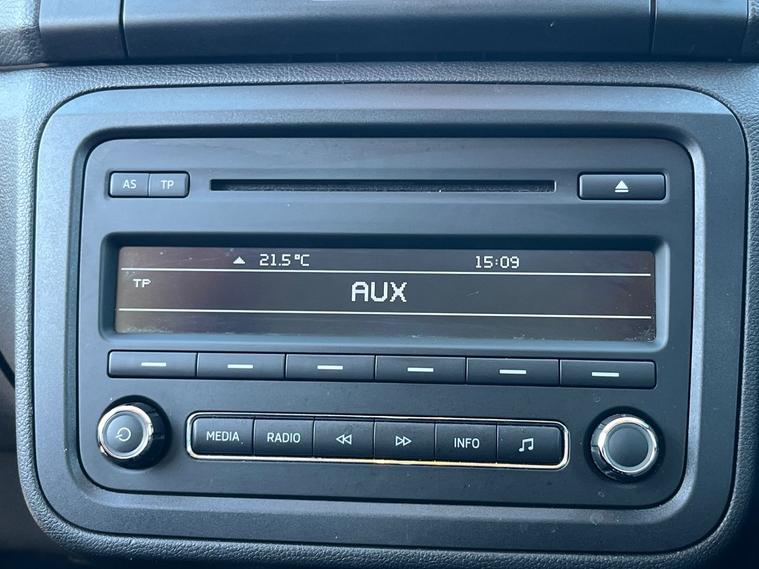 AS TP
21.5°C 15:09
TP
AUX
MEDIA RADIO INFO